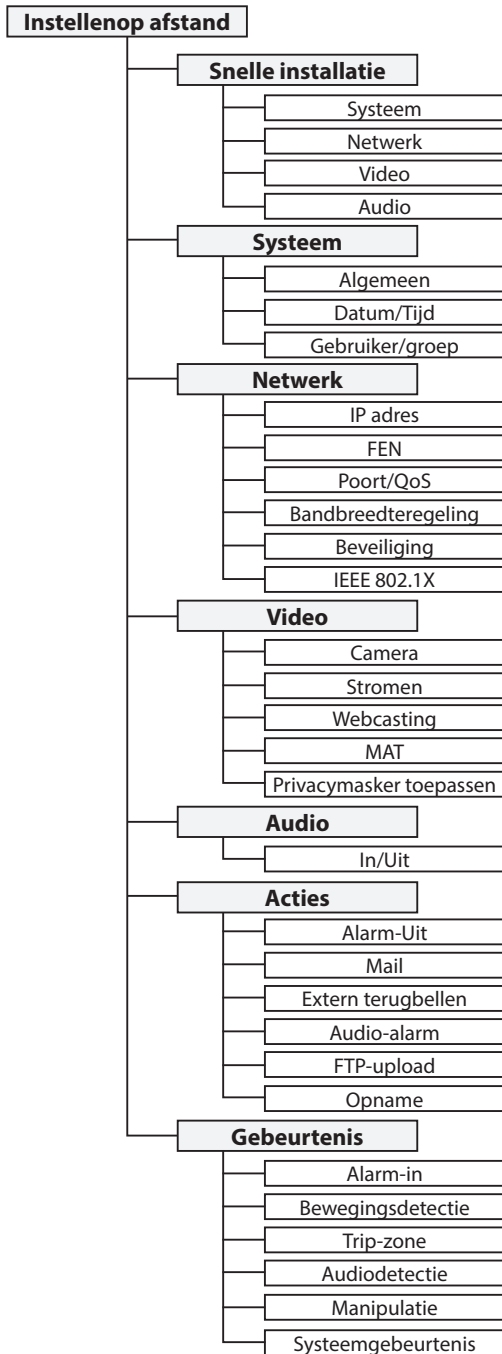 Instellenop afstand
Snelle installatie
Systeem
Netwerk
Video
Audio
Systeem
Algemeen
Datum/Tijd
Gebruiker/groep
Netwerk
IP adres
FEN
Poort/QoS
Bandbreedteregeling
Beveiliging
IEEE 802.1X
Video
Camera
Stromen
Webcasting
MAT
Privacymasker toepassen
Audio
In/Uit
Acties
Alarm-Uit
Mail
Extern terugbellen
Audio-alarm
FTP-upload
Opname
Gebeurtenis
Alarm-in
Bewegingsdetectie
Trip-zone
Audiodetectie
Manipulatie
Systeemgebeurtenis